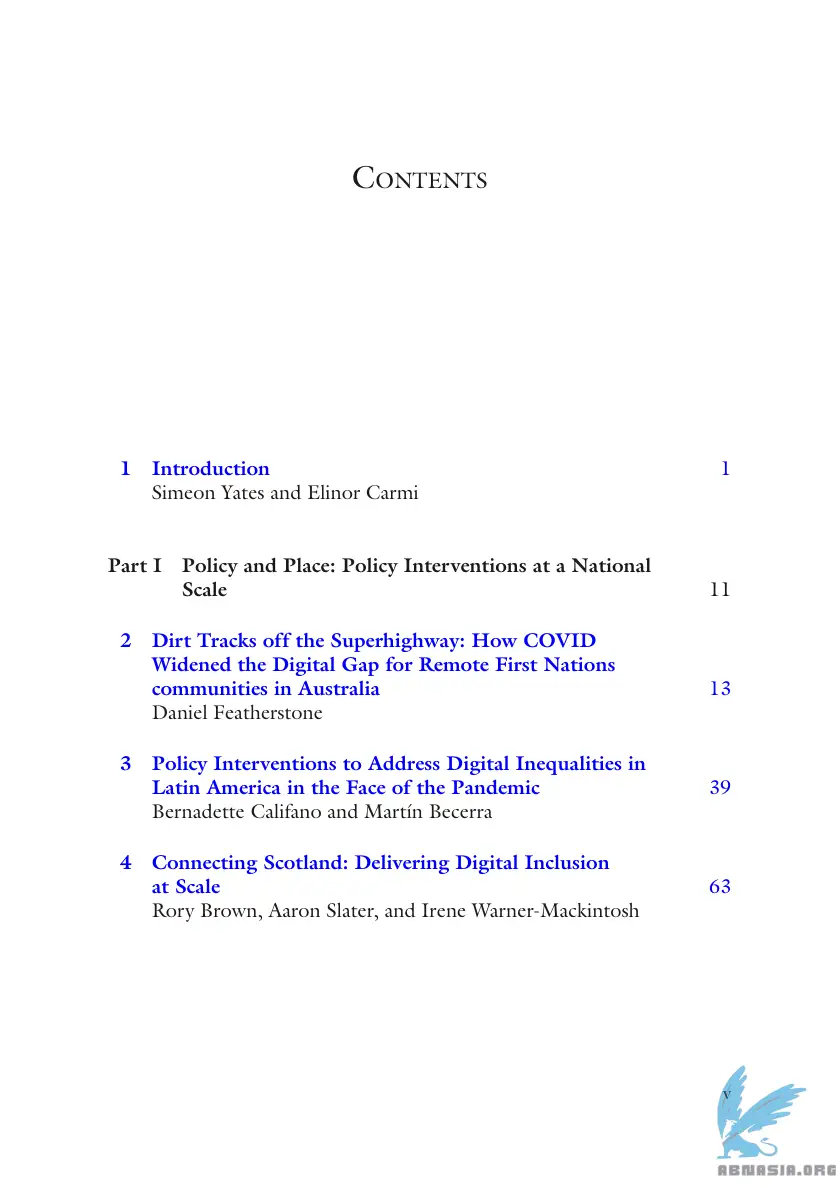 CONTENTS
1 Introduction 1
Simeon Yates and Elinor Carmi
Part I Policy and Place: Policy Interventions at a National
Scale 11
2 Dirt Tracks off the Superhighway: How COVID
Widened the Digital Gap for Remote First Nations
communities in Australia 13
Daniel Featherstone
3 Policy Interventions to Address Digital Inequalities in
Latin America in the Face of the Pandemic 39
Bernadette Califano and Martín Becerra
4 Connecting Scotland: Delivering Digital Inclusion
at Scale 63
Rory Brown, Aaron Slater, and Irene Warner-Mackintosh
v
ABNASIA.ORG